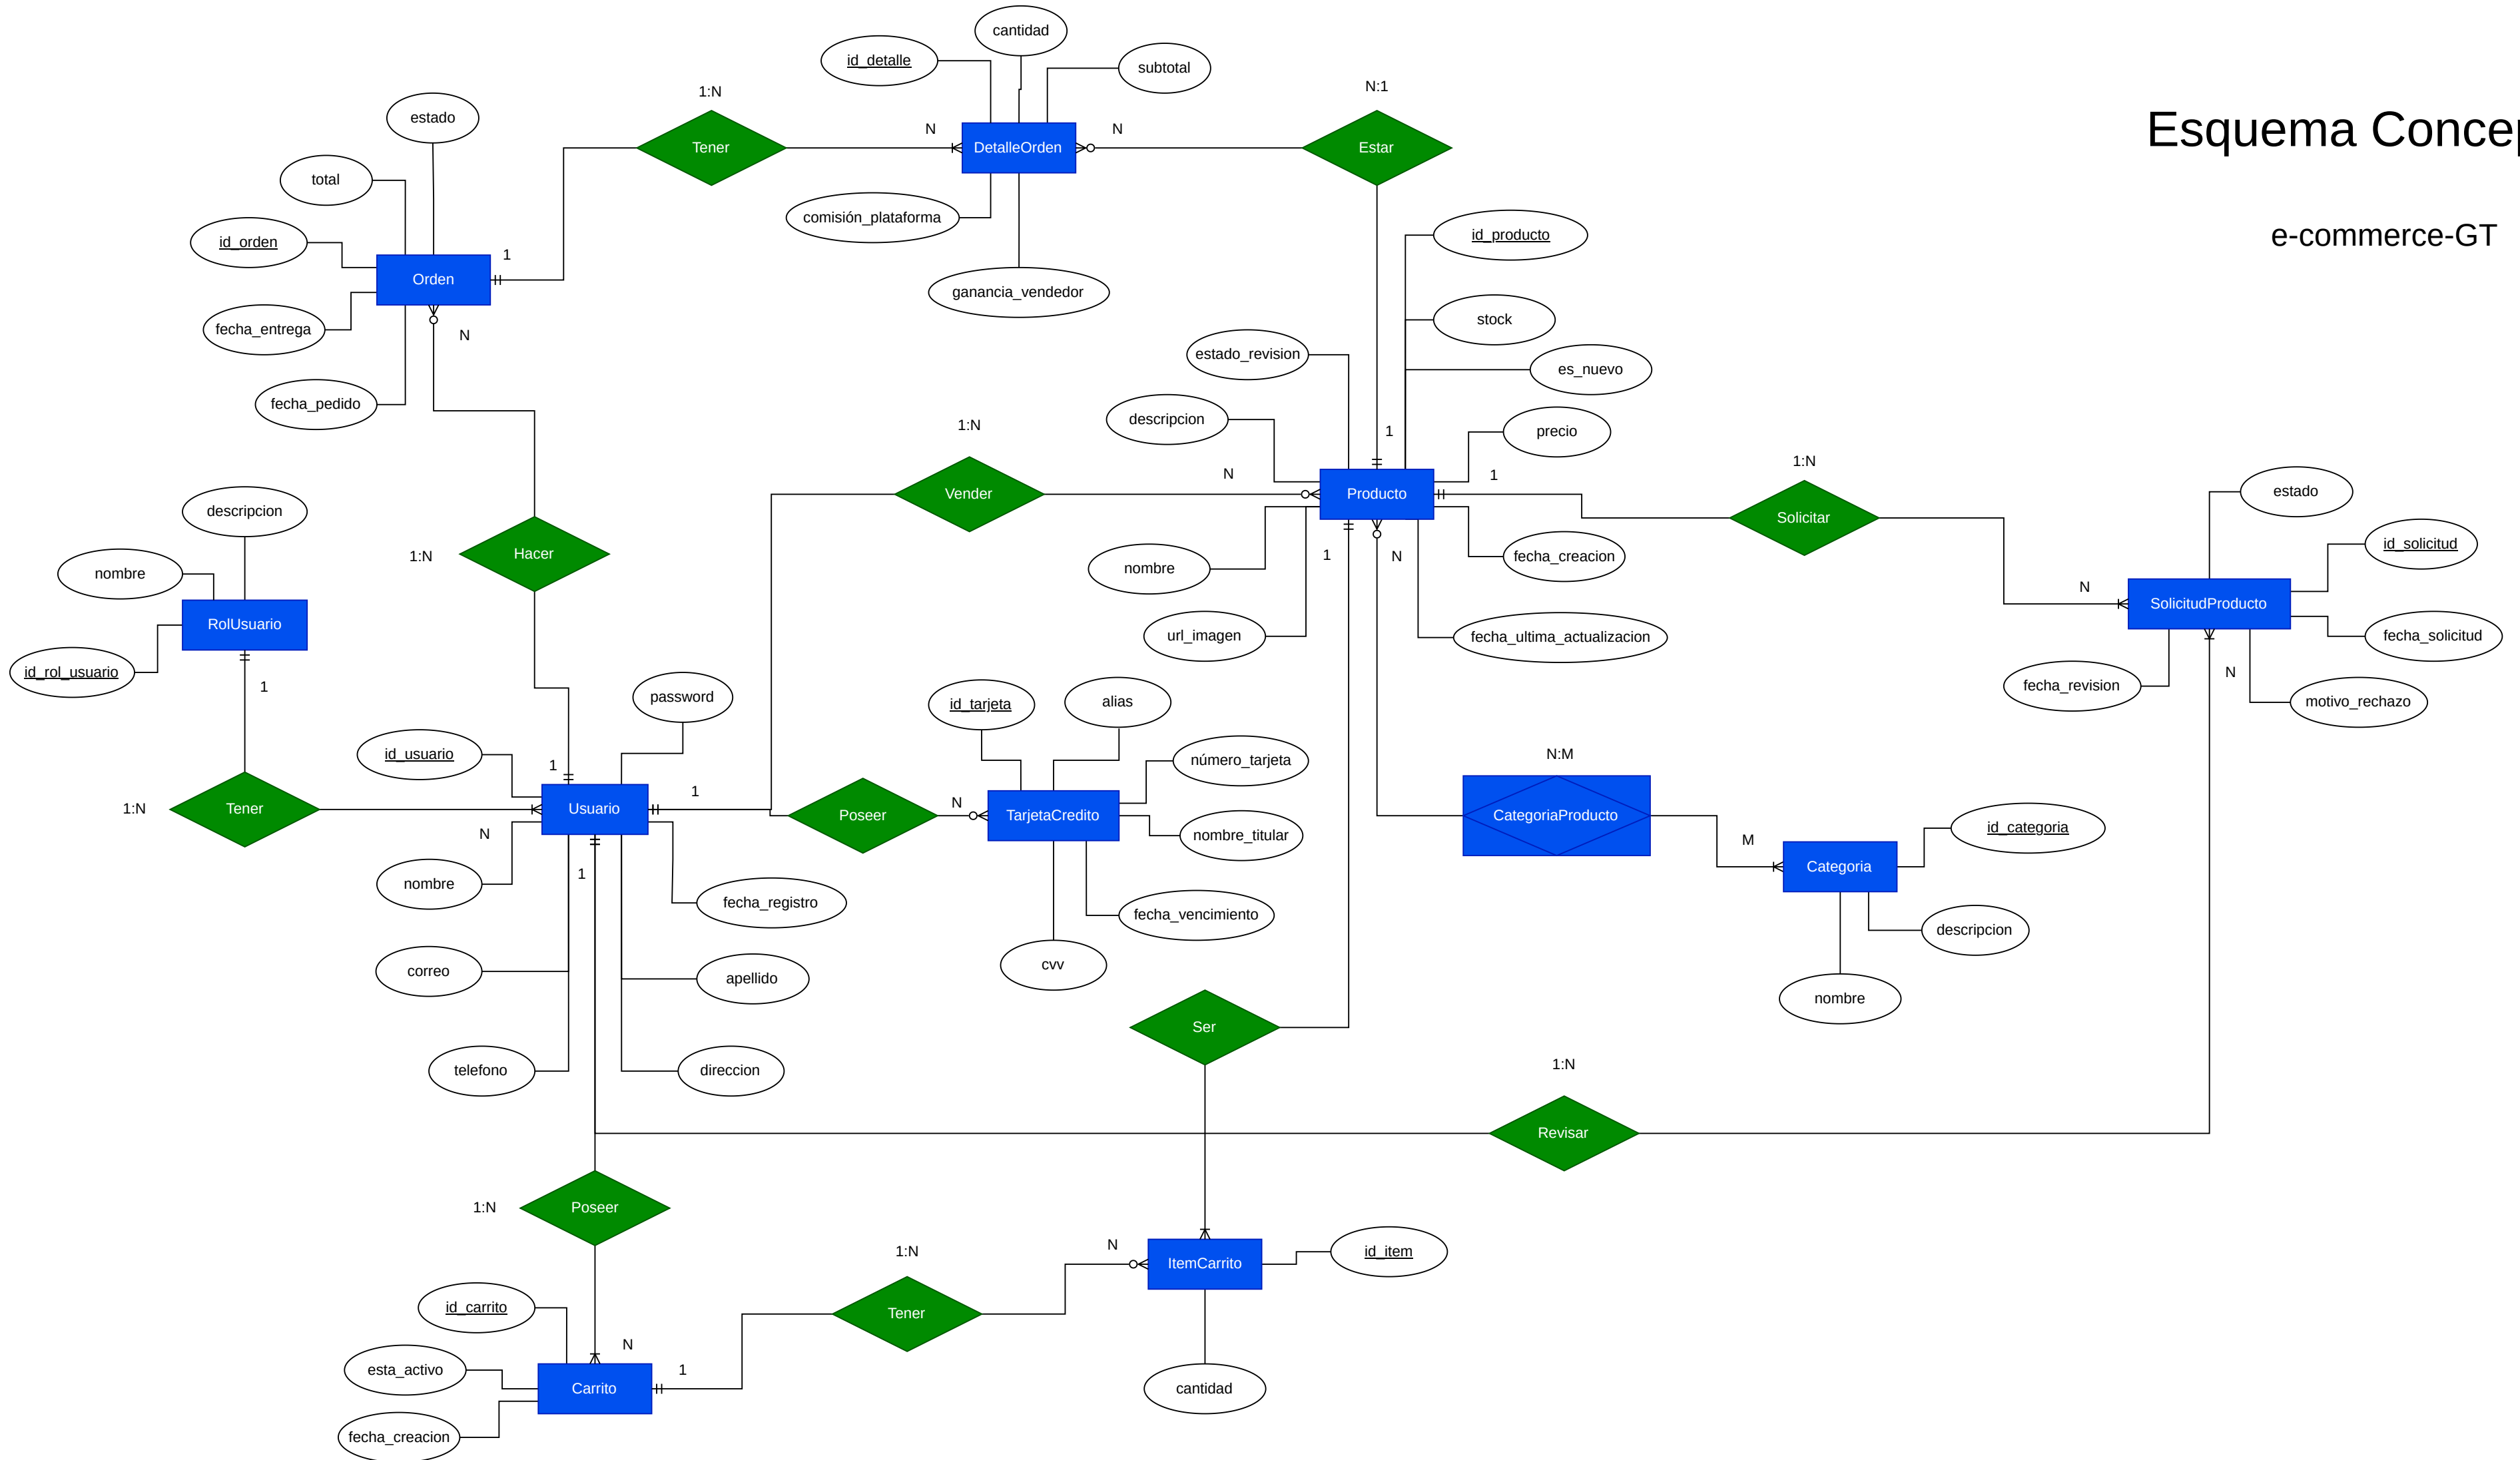 cantidad
id_detalle
subtotal
1:N
N:1
estado
N
N
Esquema Concep
Tener
DetalleOrden
Estar
total
comisión_plataforma
id_producto
e-commerce-GT
id_orden
1
Orden
ganancia_vendedor
stock
fecha_entrega
N
estado_revision
es_nuevo
fecha_pedido
descripcion
precio
1:N
1
1:N
N
1
Vender
Producto
estado
Solicitar
descripcion
id_solicitud
1:N
Hacer
1
N
fecha_creacion
nombre
nombre
N
SolicitudProducto
RolUsuario
url_imagen
fecha_ultima_actualizacion
fecha_solicitud
id_rol_usuario
1
password
id_tarjeta
alias
fecha_revision
N
motivo_rechazo
id_usuario
1
número_tarjeta
N:M
1
1:N
Tener
Usuario
Poseer
N
TarjetaCredito
CategoriaProducto
N
nombre_titular
M
id_categoria
Categoria
nombre
1
fecha_registro
fecha_vencimiento
descripcion
correo
apellido
cvv
nombre
Ser
telefono
direccion
1:N
Revisar
1:N
Poseer
N
1:N
ItemCarrito
id_item
id_carrito
Tener
N
esta_activo
1
Carrito
cantidad
fecha_creacion